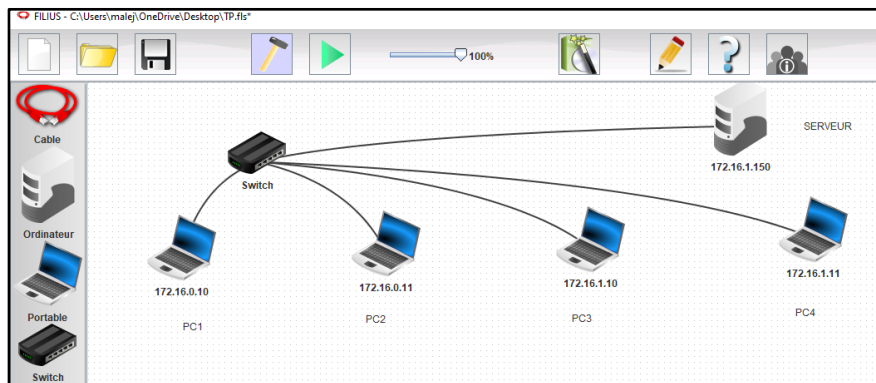 FILIUS - C:\Users\malej\OneDrive\Desktop\TP.fls*
100%
Cable
Ordinateur
Portable
Switch
Switch
SERVEUR
172.16.1.150
172.16.0.10
172.16.0.11
172.16.1.10
172.16.1.11
PC1
PC2
PC3
PC4